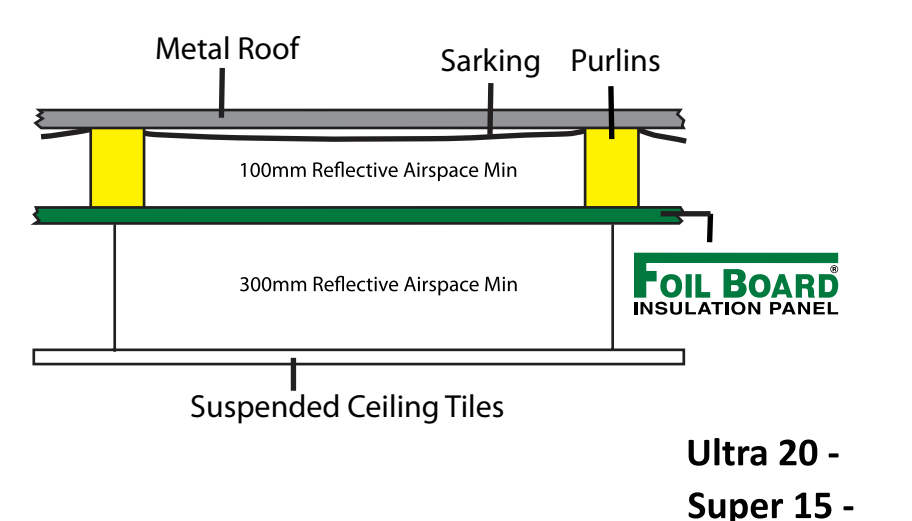 Metal Roof
Sarking Purlins
100mm Reflective Airspace Min
300mm Reflective Airspace Min
FOIL BOARD®
INSULATION PANEL
Suspended Ceiling Tiles
Ultra 20 -
Super 15 -